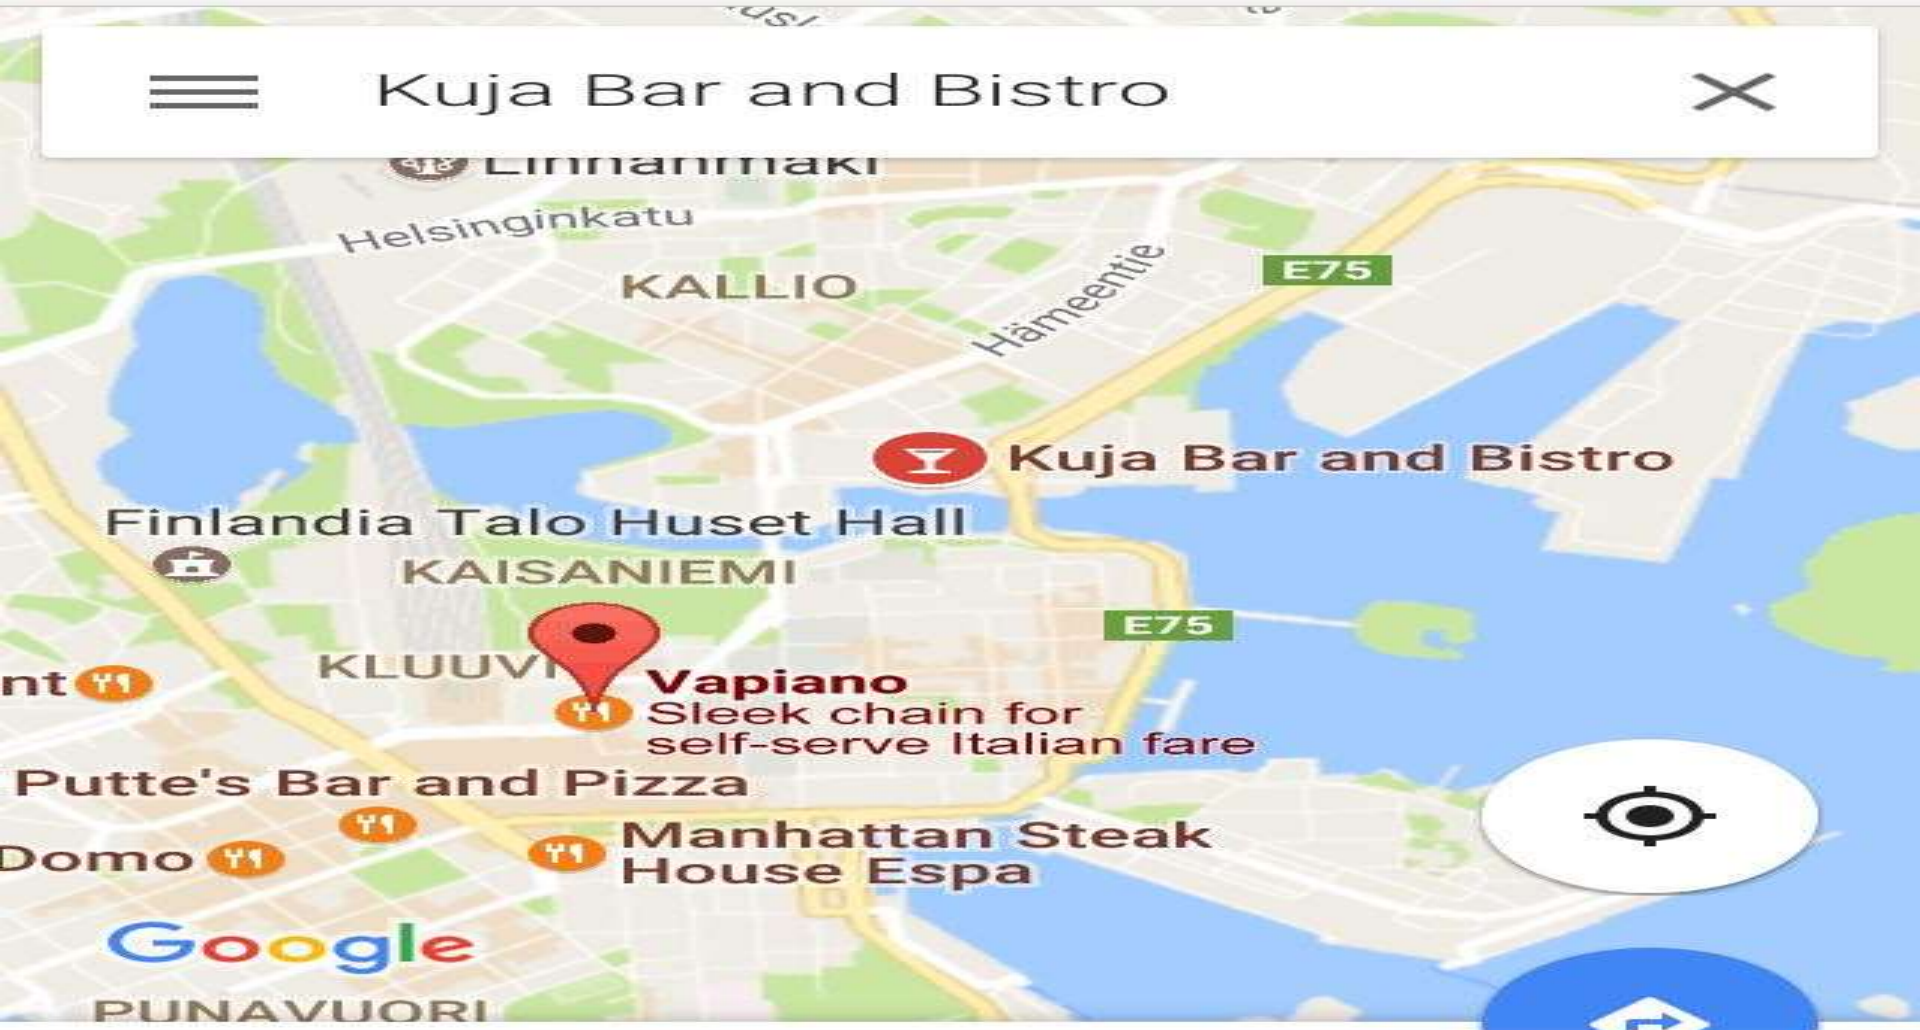 Kuja Bar and Bistro
Linnanmäki
Helsinginkatu
KALLIO
E75
Hämeentie
Kuja Bar and Bistro
Finlandia Talo Huset Hall
KAISANIEMI
E75
KLUUVI
nt
Vapiano
Sleek chain for
self-serve Italian fare
Putte's Bar and Pizza
Domo
Manhattan Steak
House Espa
Google
PUNAVUORI